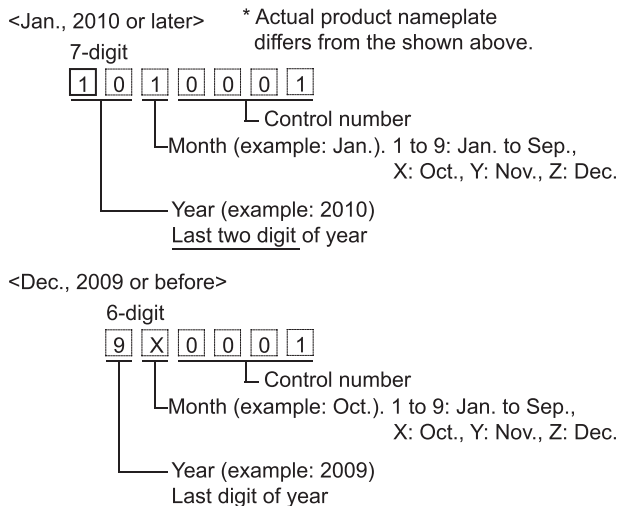 <Jan., 2010 or later>
* Actual product nameplate
differs from the shown above.
7-digit
1 0 1 0 0 0 1
Control number
Month (example: Jan.). 1 to 9: Jan. to Sep.,
X: Oct., Y: Nov., Z: Dec.
Year (example: 2010)
Last two digit of year
<Dec., 2009 or before>
6-digit
9 X 0 0 0 1
Control number
Month (example: Oct.). 1 to 9: Jan. to Sep.,
X: Oct., Y: Nov., Z: Dec.
Year (example: 2009)
Last digit of year